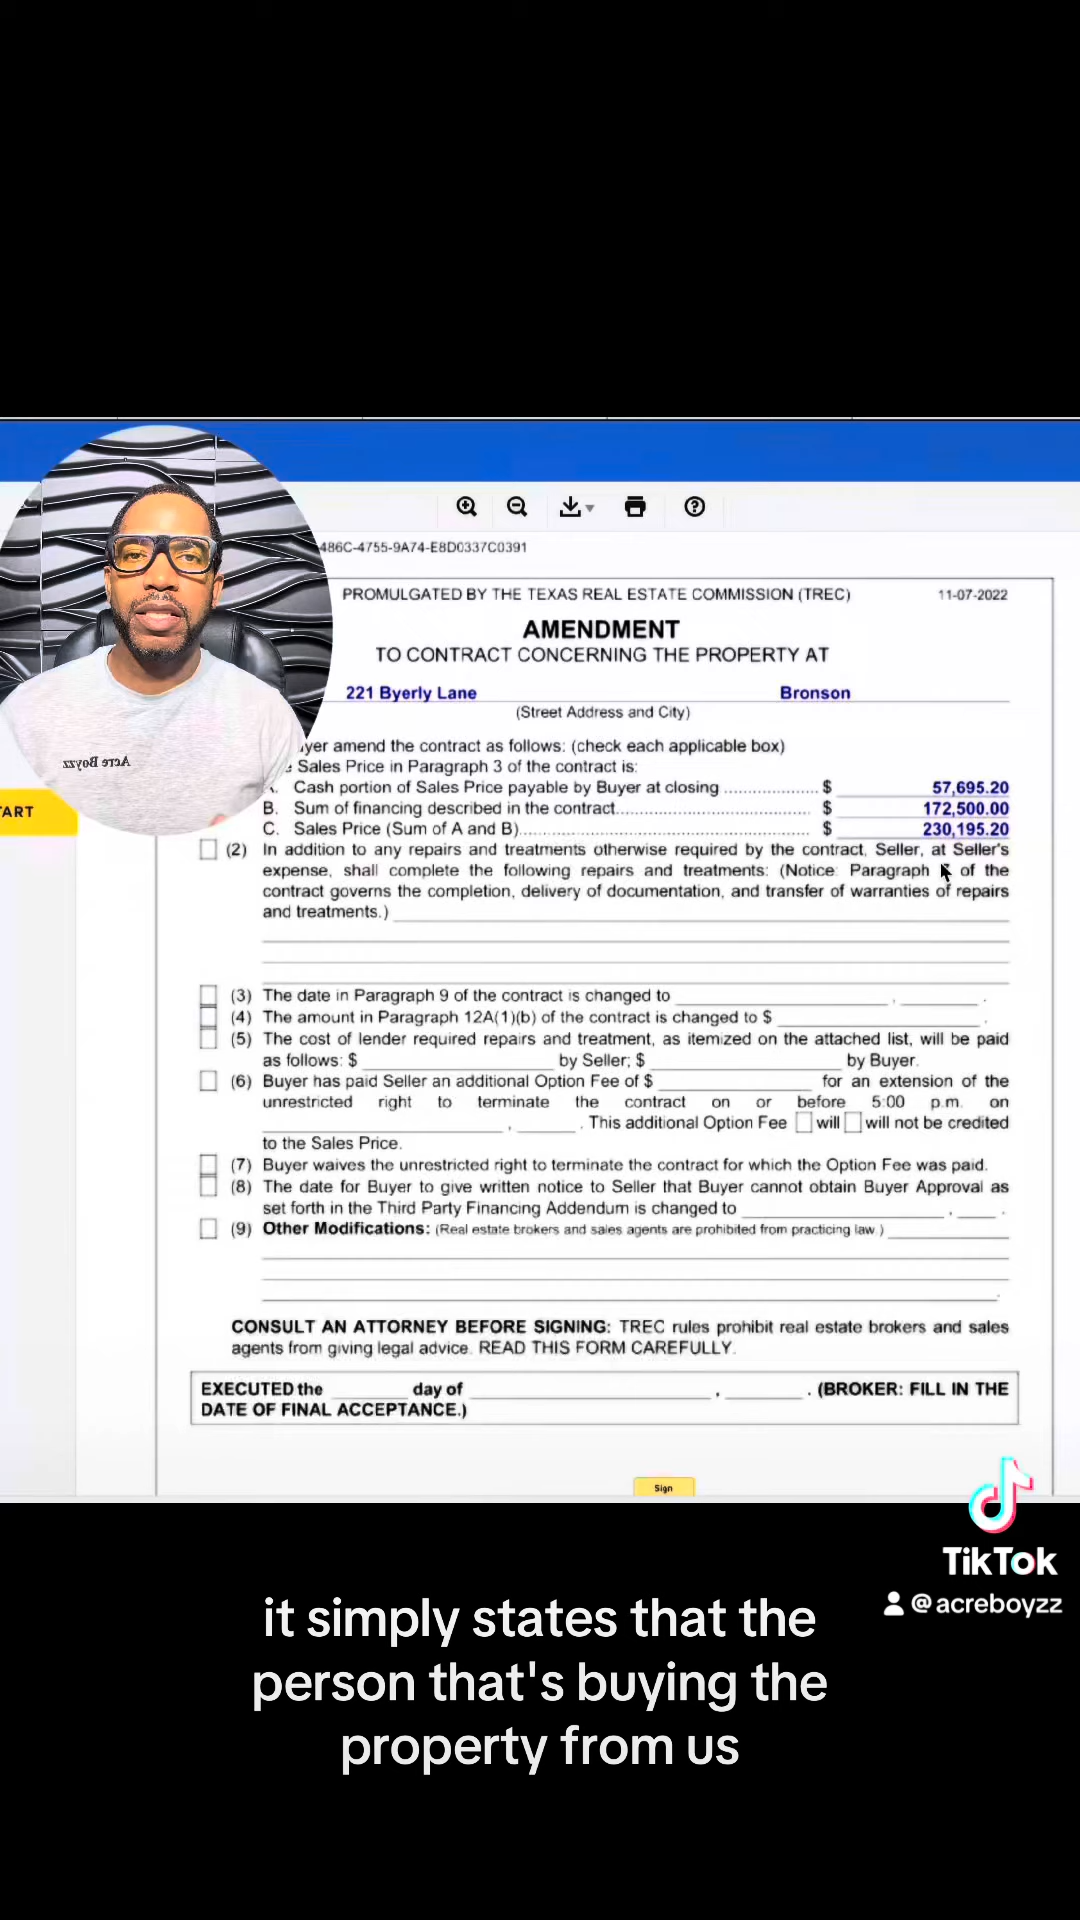 486C-4755-9A74-E8D0337C0391
PROMULGATED BY THE TEXAS REAL ESTATE COMMISSION (TREC) 11-07-2022
AMENDMENT
TO CONTRACT CONCERNING THE PROPERTY AT
221 Byerly Lane Bronson
(Street Address and City)
yer amend the contract as follows: (check each applicable box)
Sales Price in Paragraph 3 of the contract is:
Acre Boyzz
A. Cash portion of Sales Price payable by Buyer at closing .................. $ 57,695.20
ART
B. Sum of financing described in the contract.................................... $ 172,500.00
C. Sales Price (Sum of A and B)...................................................... $ 230,195.20
(2) In addition to any repairs and treatments otherwise required by the contract, Seller, at Seller's
expense, shall complete the following repairs and treatments: (Notice: Paragraph of the
contract governs the completion, delivery of documentation, and transfer of warranties of repairs
and treatments.)
(3) The date in Paragraph 9 of the contract is changed to ____________, ________.
(4) The amount in Paragraph 12A(1)(b) of the contract is changed to $ ____________.
(5) The cost of lender required repairs and treatment, as itemized on the attached list, will be paid
as follows: $ ____________ by Seller; $ ____________ by Buyer.
(6) Buyer has paid Seller an additional Option Fee of $ ____________ for an extension of the
unrestricted right to terminate the contract on or before 5:00 p.m. on
____________, ______. This additional Option Fee will will not be credited
to the Sales Price.
(7) Buyer waives the unrestricted right to terminate the contract for which the Option Fee was paid.
(8) The date for Buyer to give written notice to Seller that Buyer cannot obtain Buyer Approval as
set forth in the Third Party Financing Addendum is changed to ____________, ____.
(9) Other Modifications: (Real estate brokers and sales agents are prohibited from practicing law.)
CONSULT AN ATTORNEY BEFORE SIGNING: TREC rules prohibit real estate brokers and sales
agents from giving legal advice. READ THIS FORM CAREFULLY.
EXECUTED the ______ day of ____________, ______. (BROKER: FILL IN THE
DATE OF FINAL ACCEPTANCE.)
Sign
TikTok
@acreboyzz
it simply states that the
person that's buying the
property from us